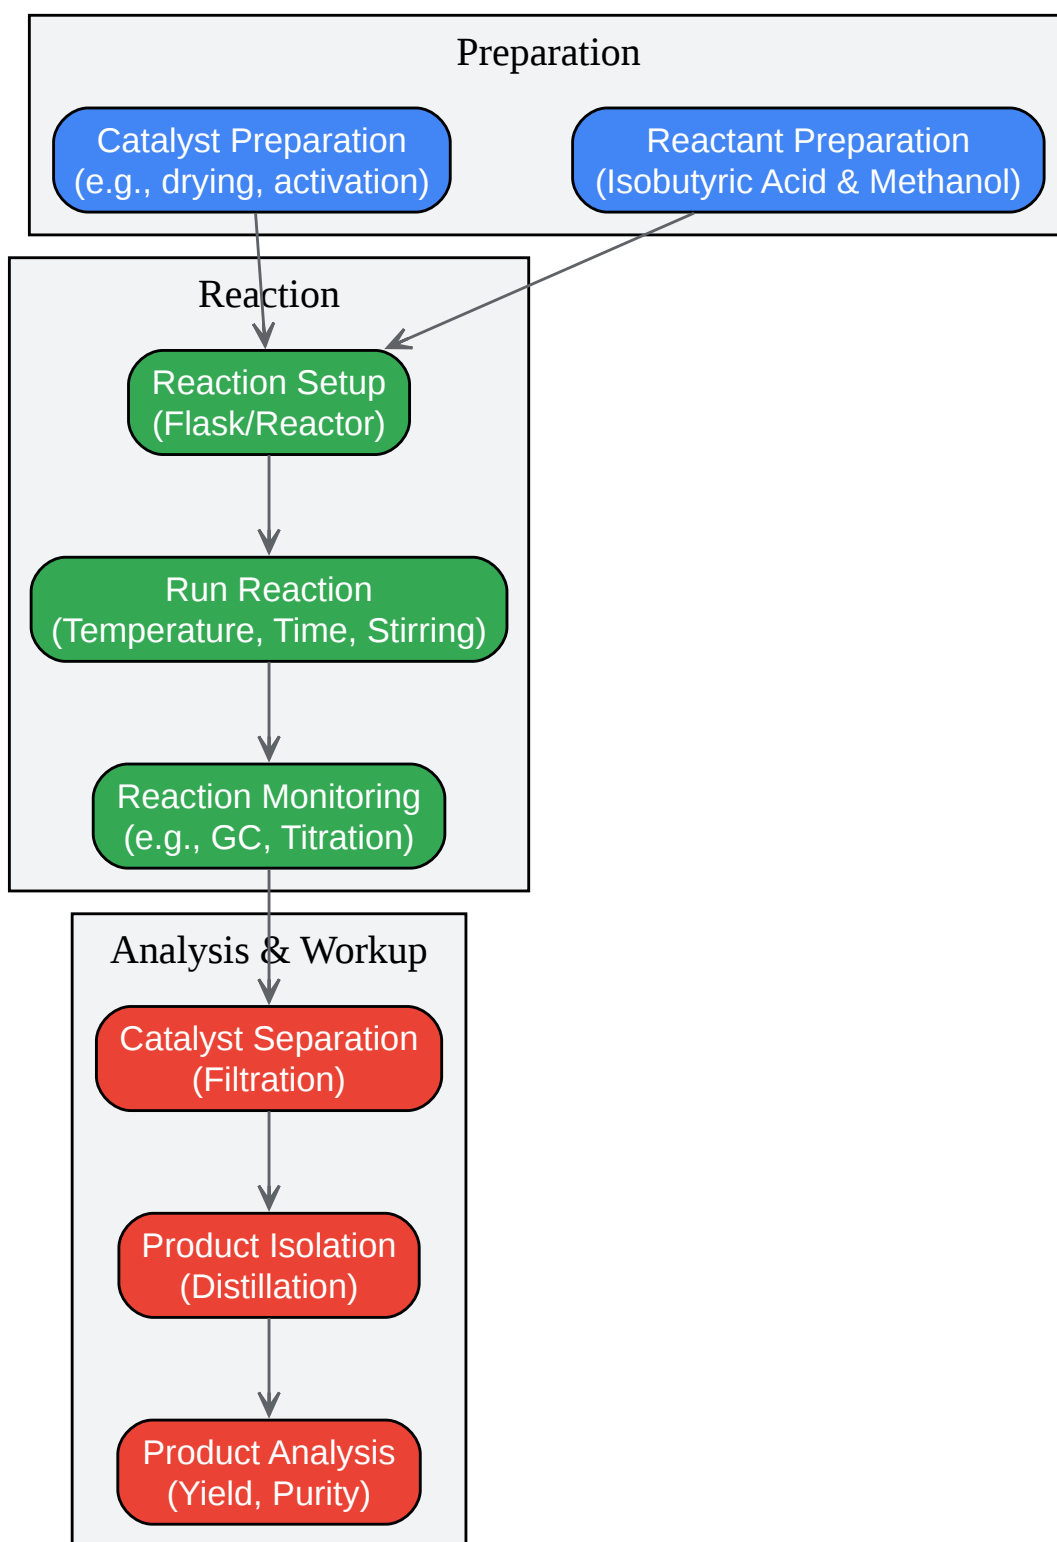 Preparation
Catalyst Preparation
(e.g., drying, activation)
Reactant Preparation
(Isobutyric Acid & Methanol)
Reaction
Reaction Setup
(Flask/Reactor)
Run Reaction
(Temperature, Time, Stirring)
Reaction Monitoring
(e.g., GC, Titration)
Analysis & Workup
Catalyst Separation
(Filtration)
Product Isolation
(Distillation)
Product Analysis
(Yield, Purity)